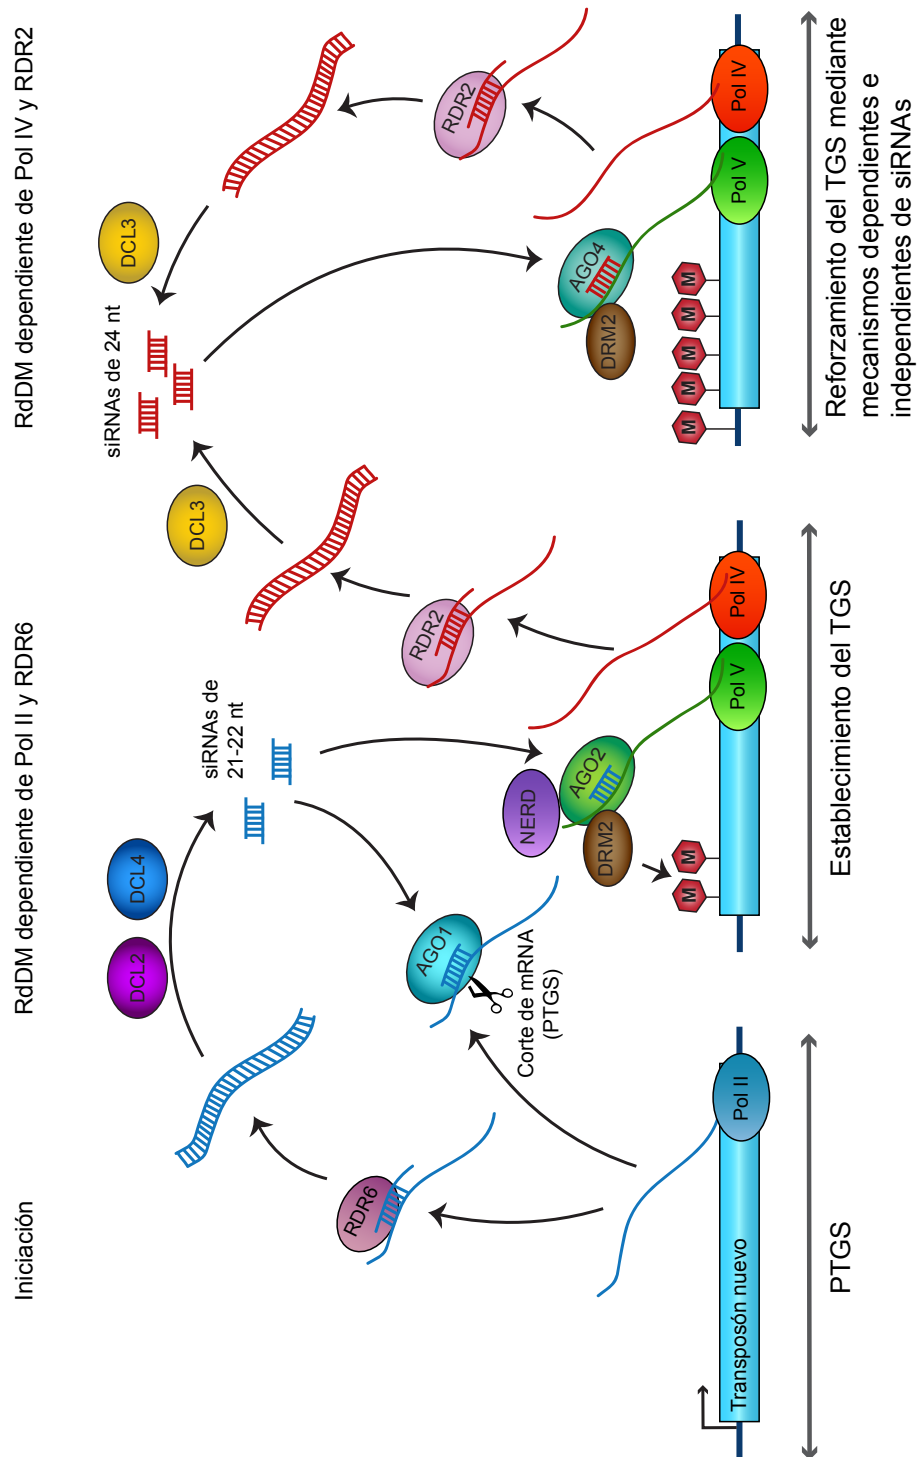 Iniciación
RdDM dependiente de Pol II y RDR6
RdDM dependiente de Pol IV y RDR2
DCL2
DCL4
siRNAs de
21-22 nt
DCL3
siRNAs de 24 nt
DCL3
RDR6
AGO1
Corte de mRNA
(PTGS)
NERD
AGO2
DRM2
RDR2
AGO4
DRM2
RDR2
Transposón nuevo
Pol II
M
M
Pol V
Pol IV
M
M
M
M
M
Pol V
Pol IV
PTGS
Establecimiento del TGS
Reforzamiento del TGS mediante
mecanismos dependientes e
independientes de siRNAs